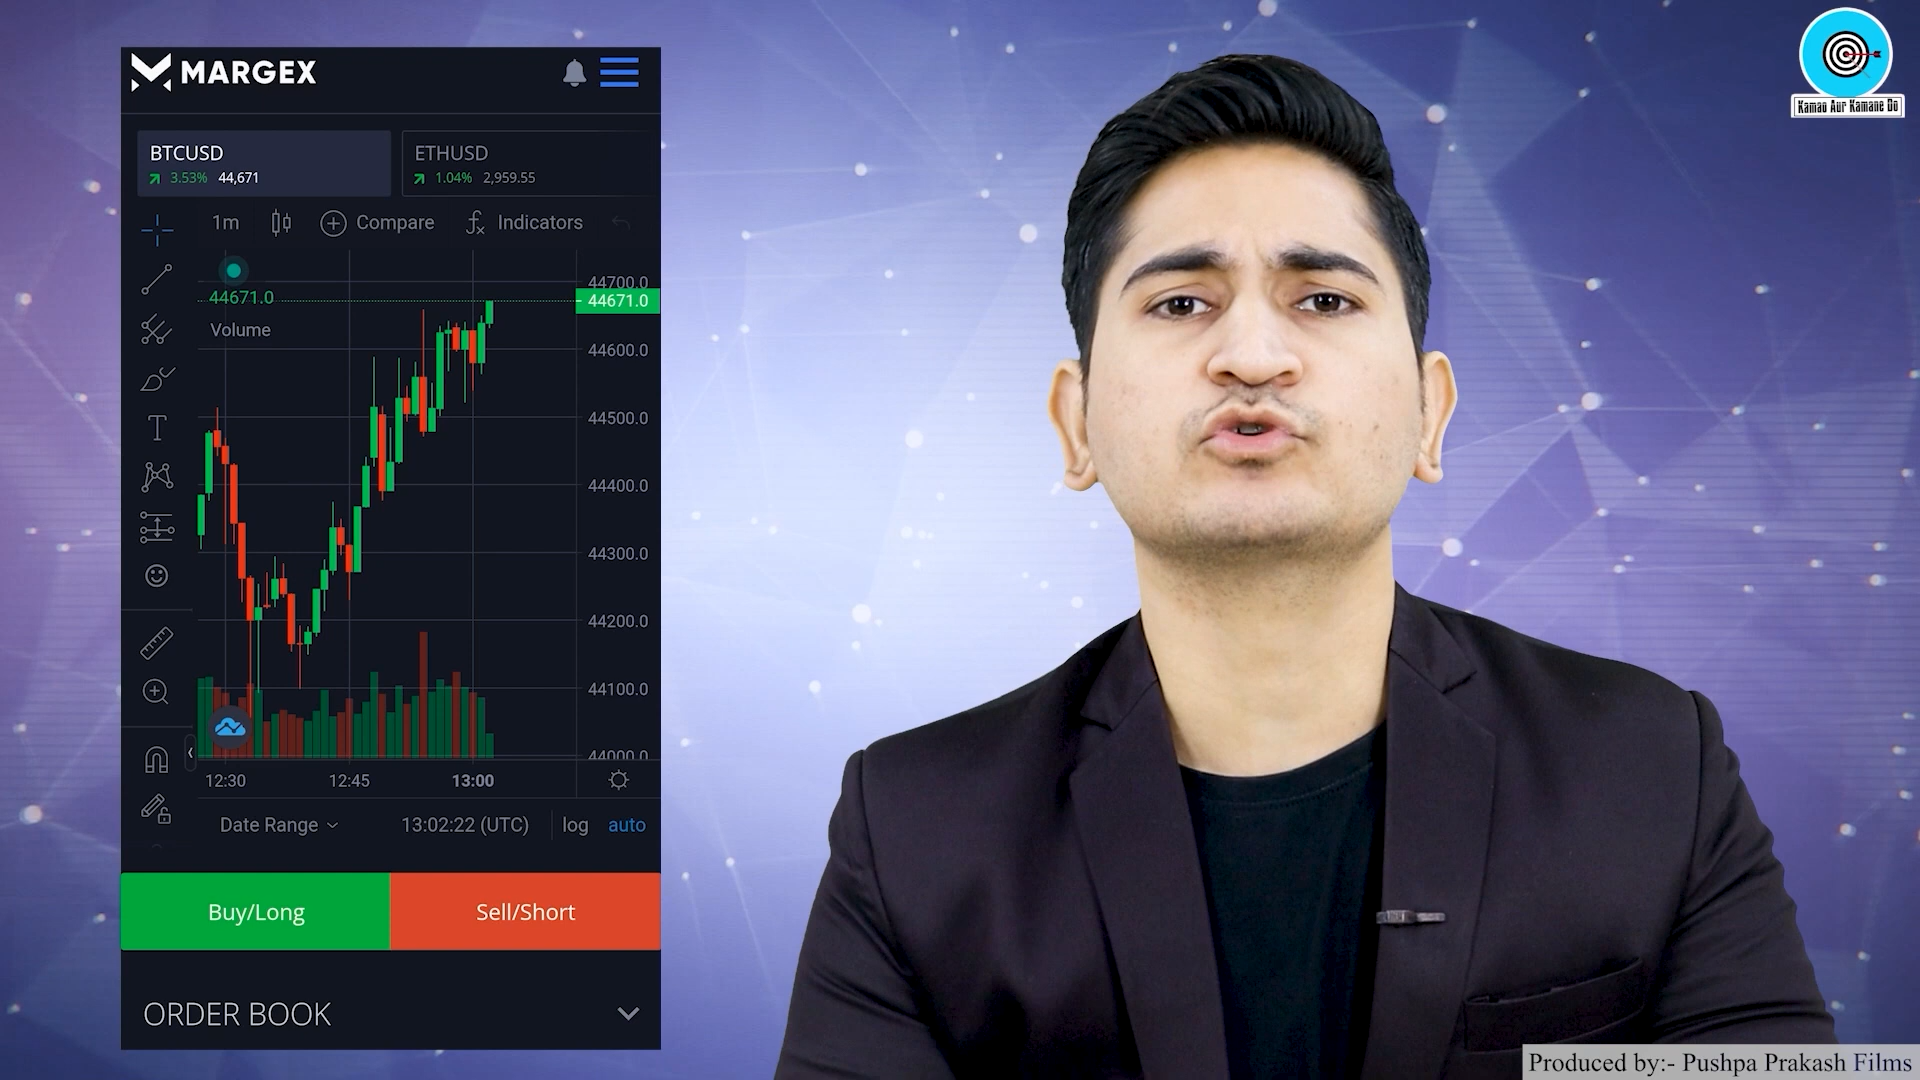 MARGEX
BTCUSD
3.53% 44,671
ETHUSD
1.04% 2,959.55
1m
Compare
Indicators
44671.0
Volume
44700.0
44671.0
44600.0
44500.0
44400.0
44300.0
44200.0
44100.0
44000.0
12:30
12:45
13:00
Date Range
13:02:22 (UTC)
log
auto
Buy/Long
Sell/Short
ORDER BOOK
Kamao Aur Kamane Do
Produced by:- Pushpa Prakash Films